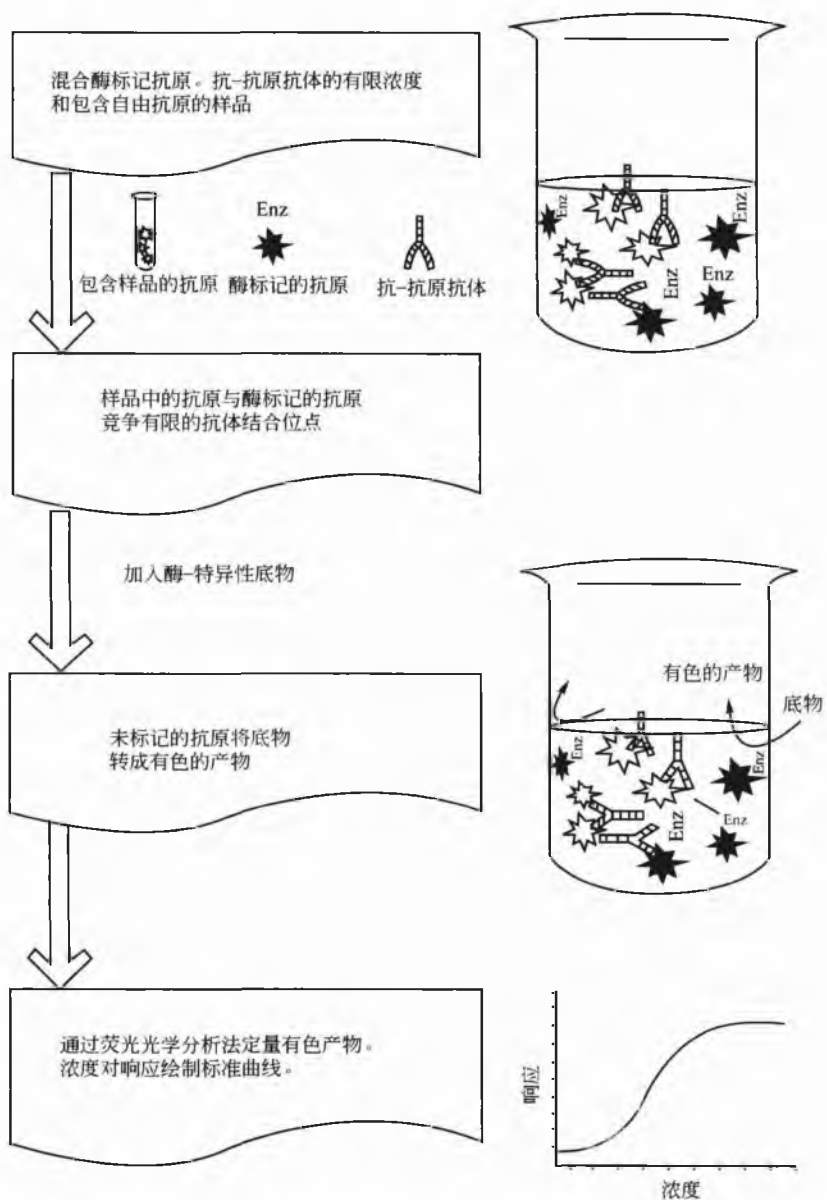 混合酶标记抗原。抗-抗原抗体的有限浓度
和包含自由抗原的样品
Enz
包含样品的抗原 酶标记的抗原 抗-抗原抗体
Enz
Enz
Enz
Enz
样品中的抗原与酶标记的抗原
竞争有限的抗体结合位点
加入酶-特异性底物
有色的产物
底物
未标记的抗原将底物
转成有色的产物
Enz
Enz
Enz
Enz
通过荧光光学分析法定量有色产物。
浓度对响应绘制标准曲线。
响应
浓度